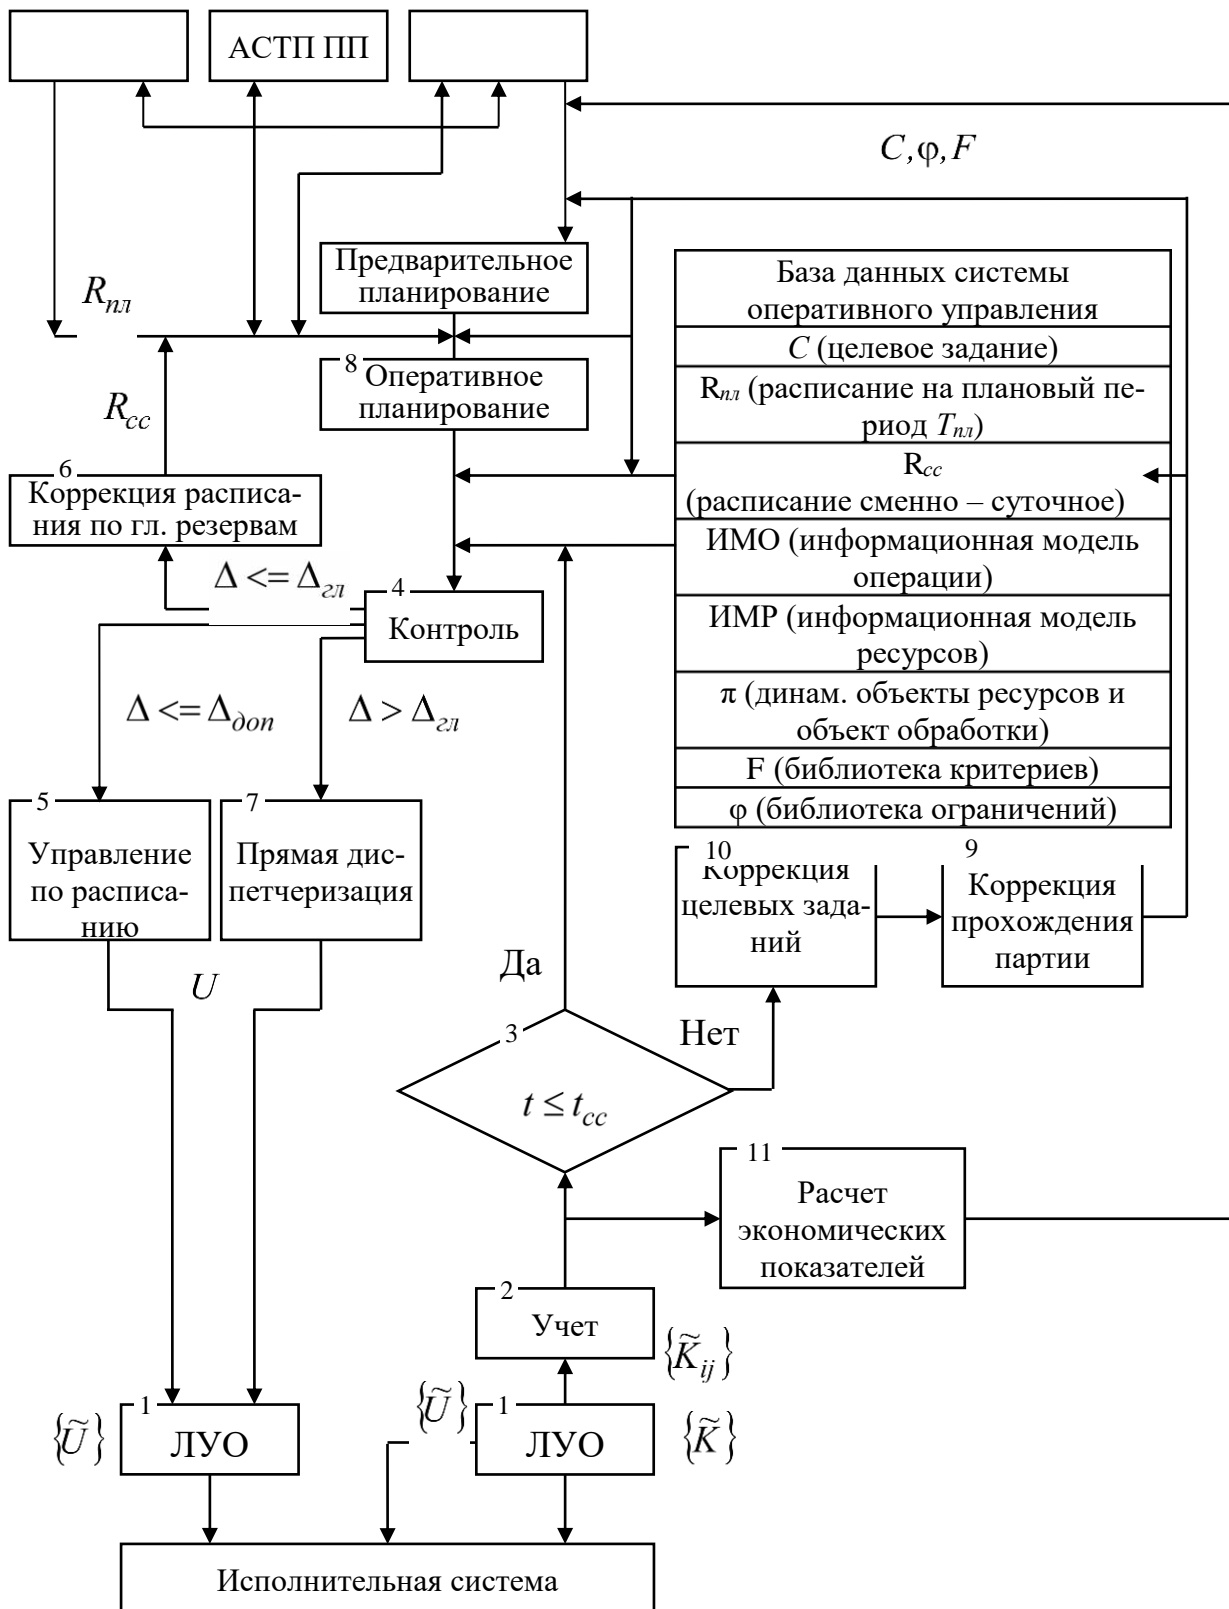 АСТП ПП
C, φ, F
Предварительное
планирование
R_пл
8
Оперативное
планирование
R_сс
6
Коррекция расписа-
ния по гл. резервам
Δ <= Δ_гл
4
Контроль
Δ <= Δ_доп
Δ > Δ_гл
5
Управление
по расписа-
нию
7
Прямая дис-
петчеризация
U
База данных системы
оперативного управления
C (целевое задание)
R_пл (расписание на плановый пе-
риод T_пл)
R_сс
(расписание сменно – суточное)
ИМО (информационная модель
операции)
ИМР (информационная модель
ресурсов)
π (динам. объекты ресурсов и
объект обработки)
F (библиотека критериев)
φ (библиотека ограничений)
10
Коррекция
целевых зада-
ний
9
Коррекция
прохождения
партии
Да
Нет
3
t ≤ t_cc
11
Расчет
экономических
показателей
2
Учет
{K̃_ij}
{Ũ}
1
ЛУО
{Ũ}
1
ЛУО
{K̃}
Исполнительная система